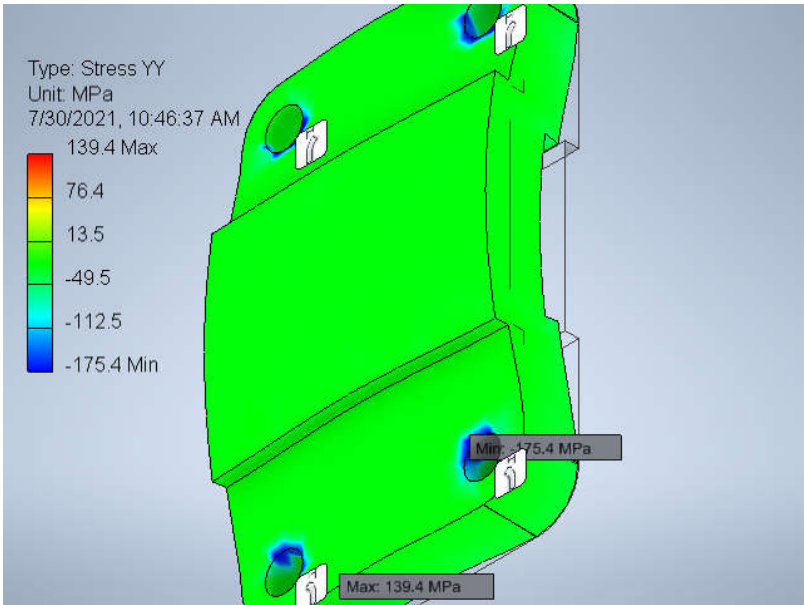 Type: Stress YY
Unit: MPa
7/30/2021, 10:46:37 AM
139.4 Max
76.4
13.5
-49.5
-112.5
-175.4 Min
Min: -175.4 MPa
Max: 139.4 MPa